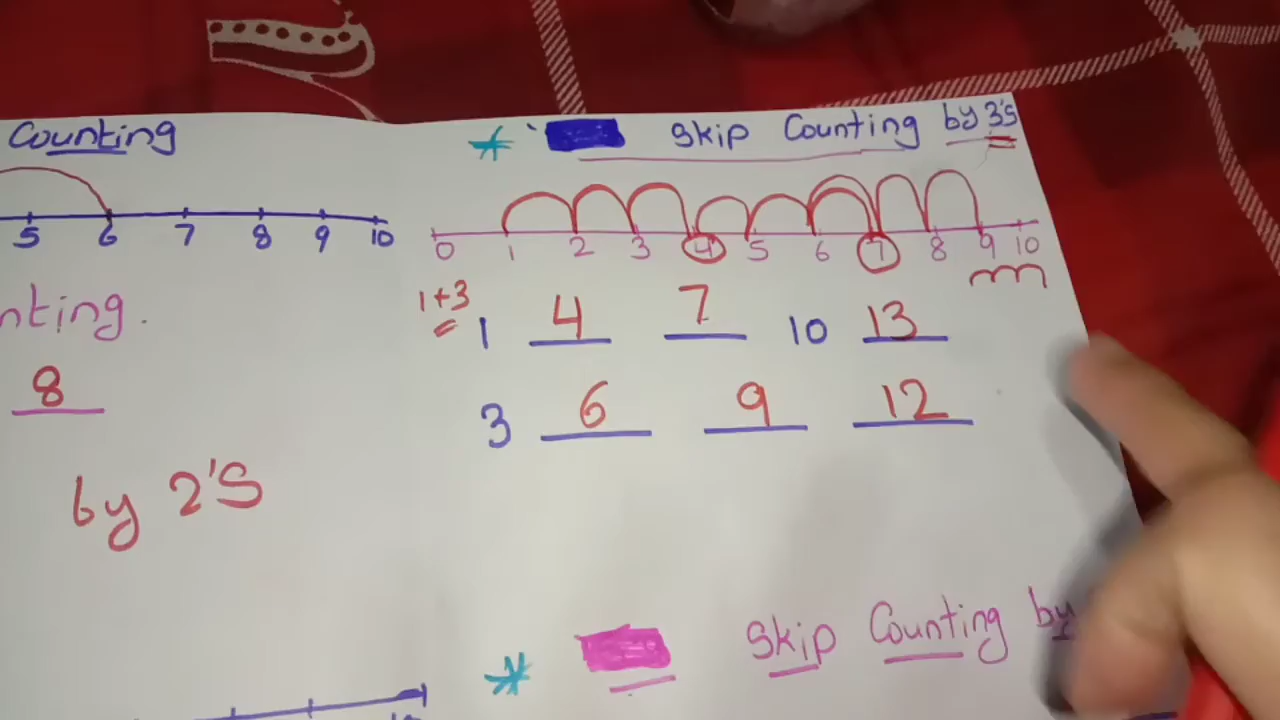 Counting
5 6 7 8 9 10
nting.
8
by 2'S
Skip Counting by 3's
0 1 2 3 4 5 6 7 8 9 10
1+3
1 4 7 10 13
3 6 9 12
Skip Counting by